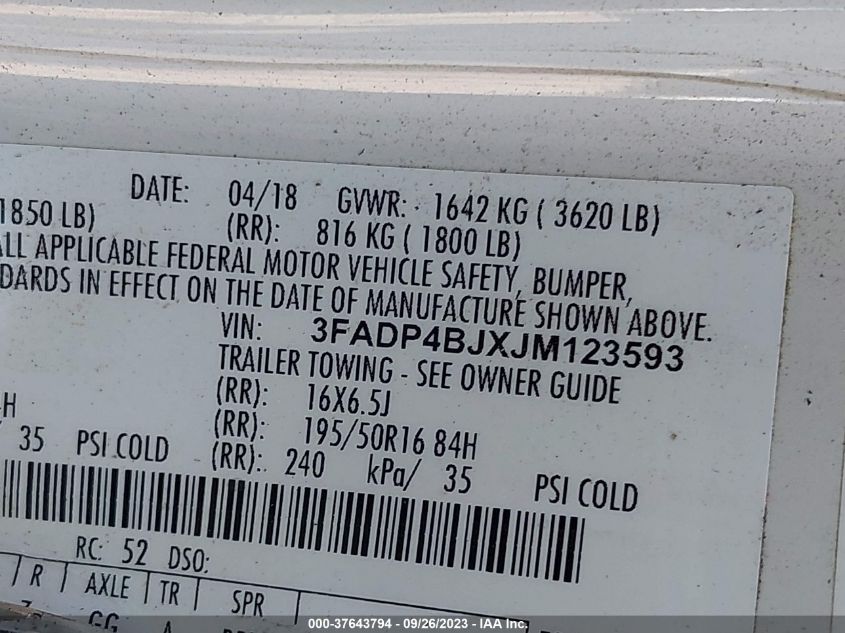 DATE: 04/18 GVWR: 1642 KG ( 3620 LB)
1850 LB) (RR): 816 KG ( 1800 LB)
ALL APPLICABLE FEDERAL MOTOR VEHICLE SAFETY, BUMPER,
DARDS IN EFFECT ON THE DATE OF MANUFACTURE SHOWN ABOVE.
VIN: 3FADP4BJXJM123593
TRAILER TOWING - SEE OWNER GUIDE
H (RR): 16X6.5J
(RR): 195/50R16 84H
/ 35 PSI COLD (RR): 240 kPa/ 35 PSI COLD
RC: 52 DSO:
/ R / AXLE | TR | SPR
GG A
000-37643794 - 09/26/2023 - IAA Inc.